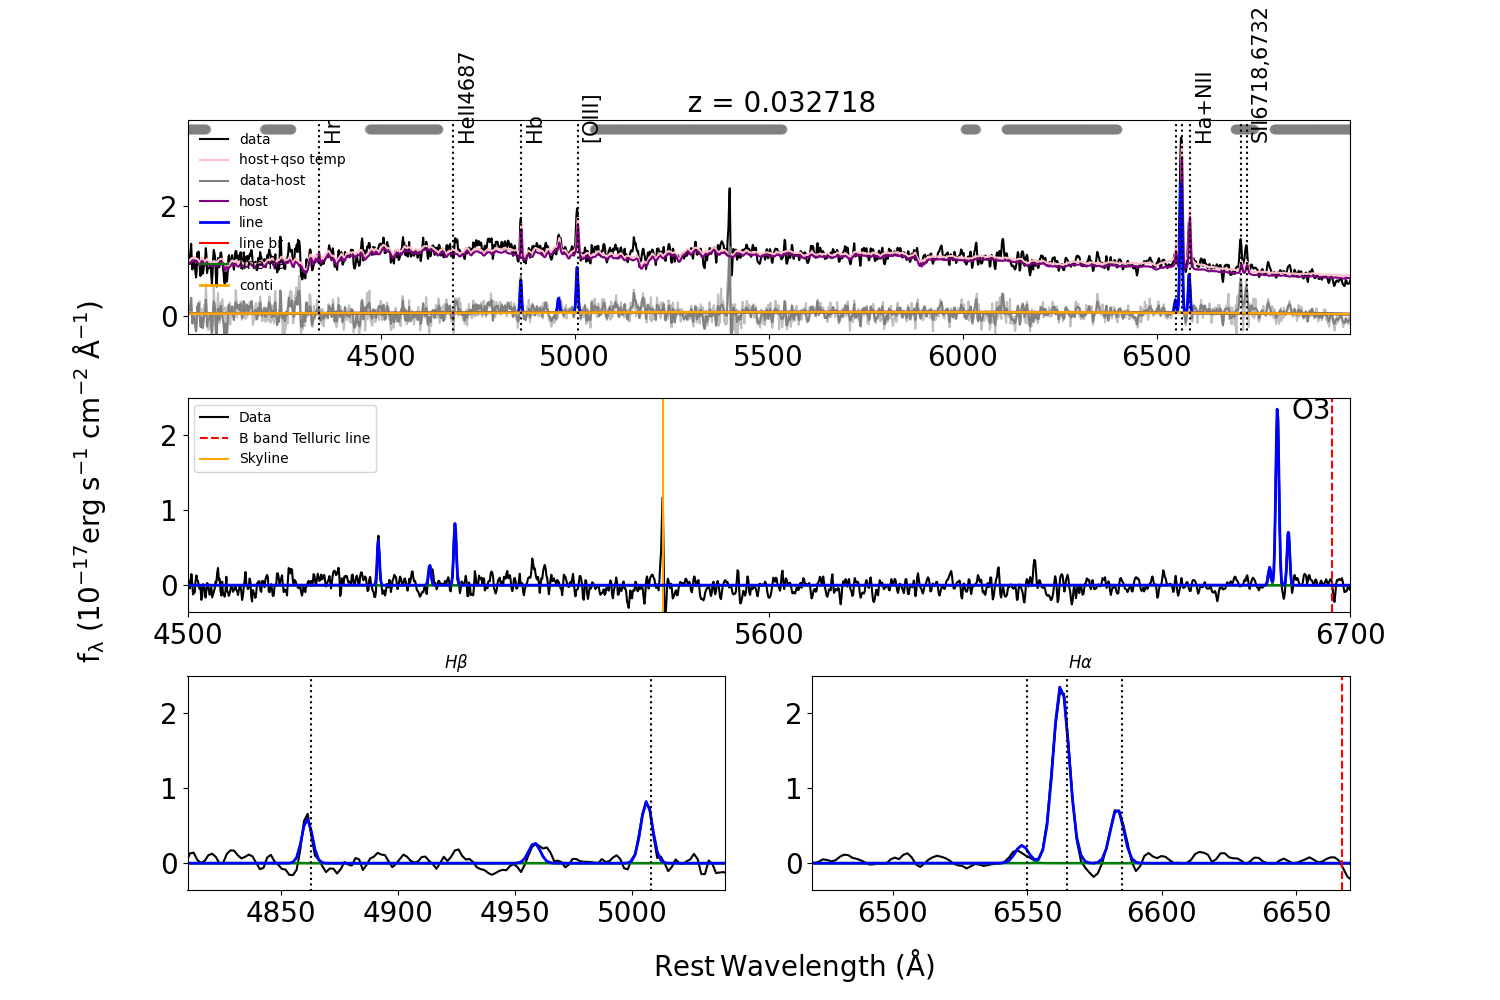 z = 0.032718
Hr
HeII4687
Hb
[OIII]
Ha+NII
SII6718,6732
data
host+qso temp
data-host
host
line
line br
conti
2
0
4500 5000 5500 6000 6500
Data
B band Telluric line
Skyline
O3
2
1
0
4500 5600 6700
fλ (10⁻¹⁷erg s⁻¹ cm⁻² Å⁻¹)
Hβ
2
1
0
4850 4900 4950 5000
Hα
2
1
0
6500 6550 6600 6650
Rest Wavelength (Å)